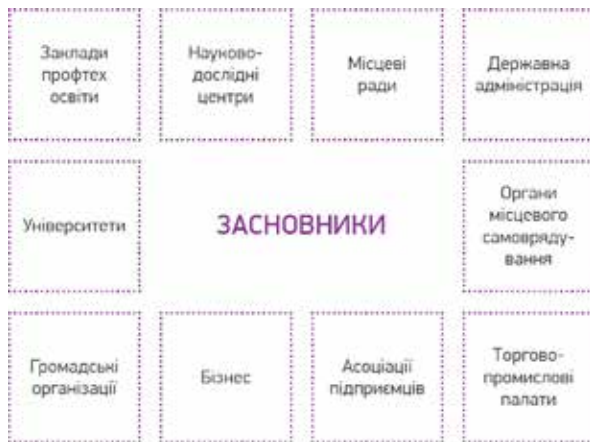 Заклади
профтех
освіти
Науково-
дослідні
центри
Місцеві
ради
Державна
адміністрація
Університети
ЗАСНОВНИКИ
Органи
місцевого
самовряду-
вання
Громадські
організації
Бізнес
Асоціації
підприємців
Торгово-
промислові
палати